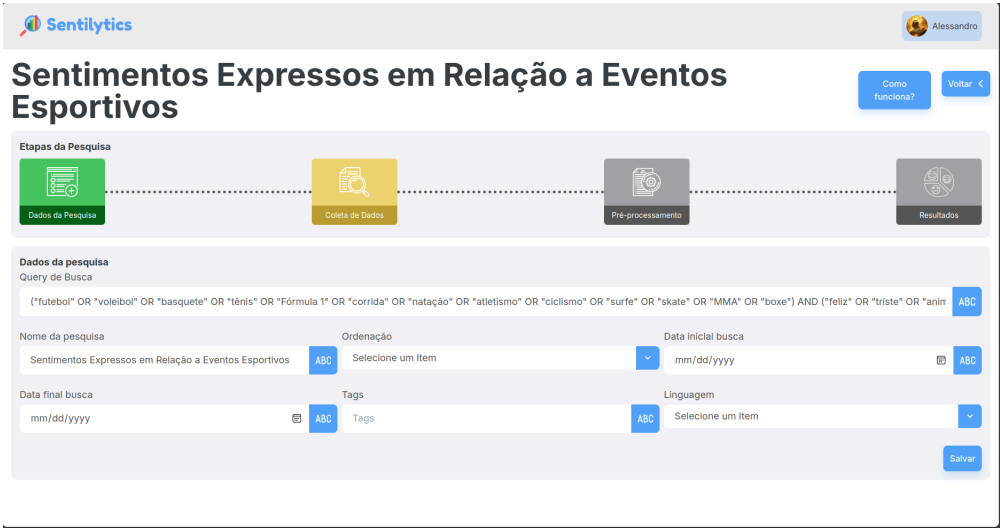 Sentilytics
Alessandro
Sentimentos Expressos em Relação a Eventos
Esportivos
Como
funciona?
Voltar
Etapas da Pesquisa
Dados da Pesquisa
Coleta de Dados
Pré-processamento
Resultados
Dados da pesquisa
Query de Busca
("futebol" OR "voleibol" OR "basquete" OR "tênis" OR "Fórmula 1" OR "corrida" OR "natação" OR "atletismo" OR "ciclismo" OR "surfe" OR "skate" OR "MMA" OR "boxe") AND ("feliz" OR "triste" OR "anim
ABC
Nome da pesquisa
Ordenação
Data inicial busca
Sentimentos Expressos em Relação a Eventos Esportivos
ABC
Selecione um Item
mm/dd/yyyy
ABC
Data final busca
Tags
Linguagem
mm/dd/yyyy
ABC
Tags
ABC
Selecione um Item
Salvar